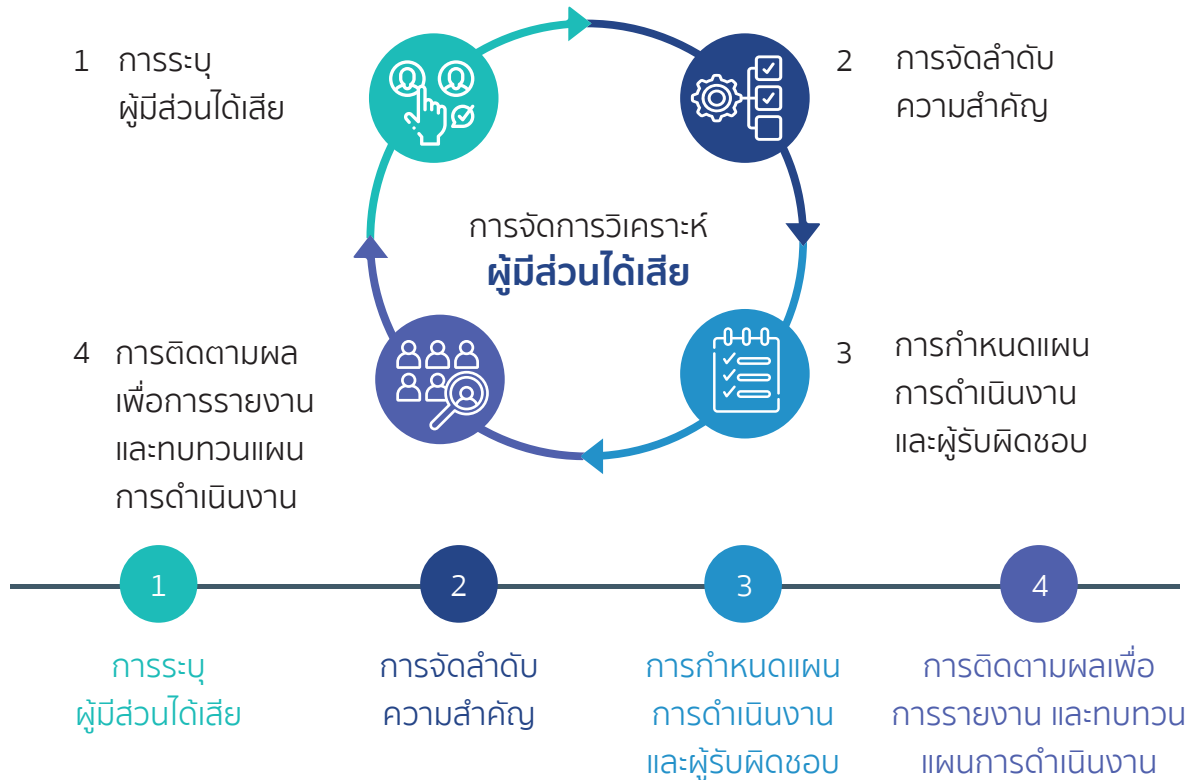 1 การระบุ
ผู้มีส่วนได้เสีย
2 การจัดลำดับ
ความสำคัญ
การจัดการวิเคราะห์
ผู้มีส่วนได้เสีย
4 การติดตามผล
เพื่อการรายงาน
และทบทวนแผน
การดำเนินงาน
3 การกำหนดแผน
การดำเนินงาน
และผู้รับผิดชอบ
1
2
3
4
การระบุ
ผู้มีส่วนได้เสีย
การจัดลำดับ
ความสำคัญ
การกำหนดแผน
การดำเนินงาน
และผู้รับผิดชอบ
การติดตามผลเพื่อ
การรายงาน และทบทวน
แผนการดำเนินงาน